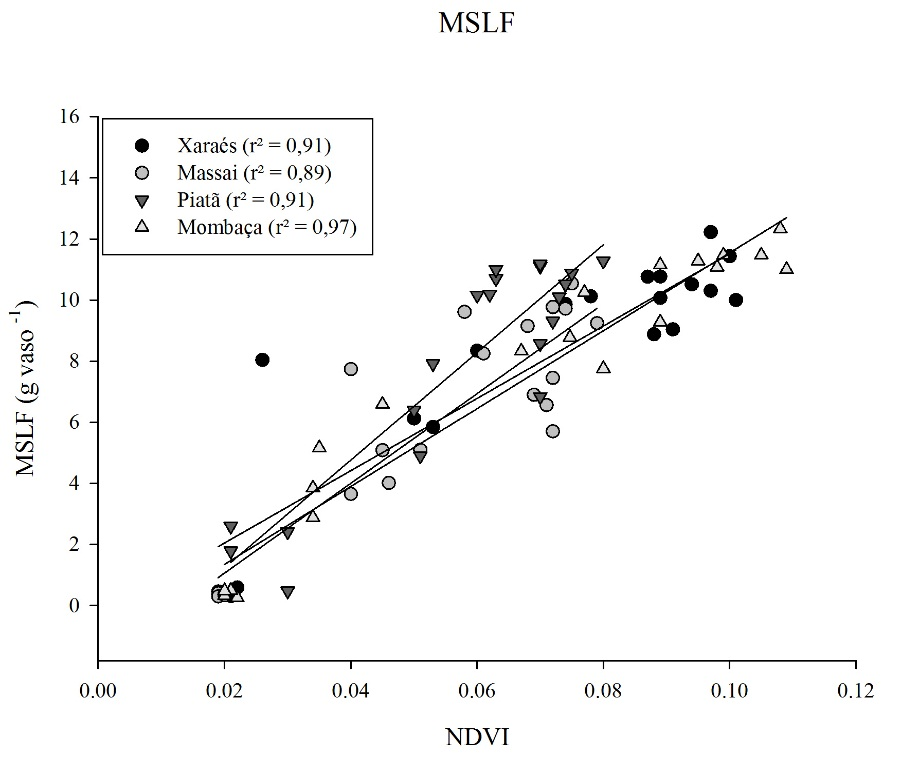 MSLF
Xaraés (r² = 0,91)
Massai (r² = 0,89)
Piatã (r² = 0,91)
Mombaça (r² = 0,97)
MSLF (g vaso -1)
16
14
12
10
8
6
4
2
0
0.00 0.02 0.04 0.06 0.08 0.10 0.12
NDVI